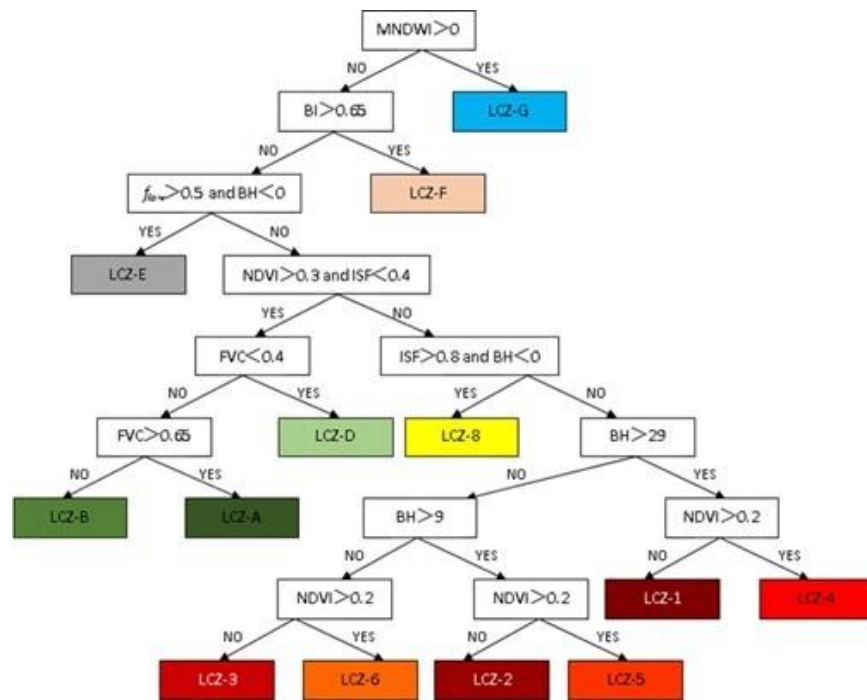 MNDWI>0
NO
YES
BI>0.65
LCZ-G
NO
YES
>0.5 and BH<0
LCZ-F
YES
NO
LCZ-E
NDVI>0.3 and ISF<0.4
YES
NO
FVC<0.4
ISF>0.8 and BH<0
NO
YES
YES
NO
FVC>0.65
LCZ-D
LCZ-8
BH>29
NO
YES
NO
YES
LCZ-B
LCZ-A
BH>9
NDVI>0.2
NO
YES
NO
YES
NDVI>0.2
NDVI>0.2
LCZ-1
LCZ-4
NO
YES
NO
YES
LCZ-3
LCZ-6
LCZ-2
LCZ-5